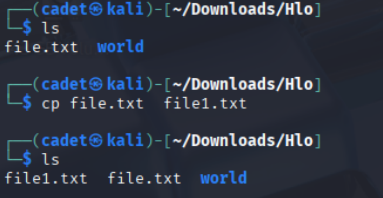 ┌──(cadet㉿kali)-[~/Downloads/Hlo]
└─$ ls
file.txt  world
┌──(cadet㉿kali)-[~/Downloads/Hlo]
└─$ cp file.txt  file1.txt
┌──(cadet㉿kali)-[~/Downloads/Hlo]
└─$ ls
file1.txt  file.txt  world